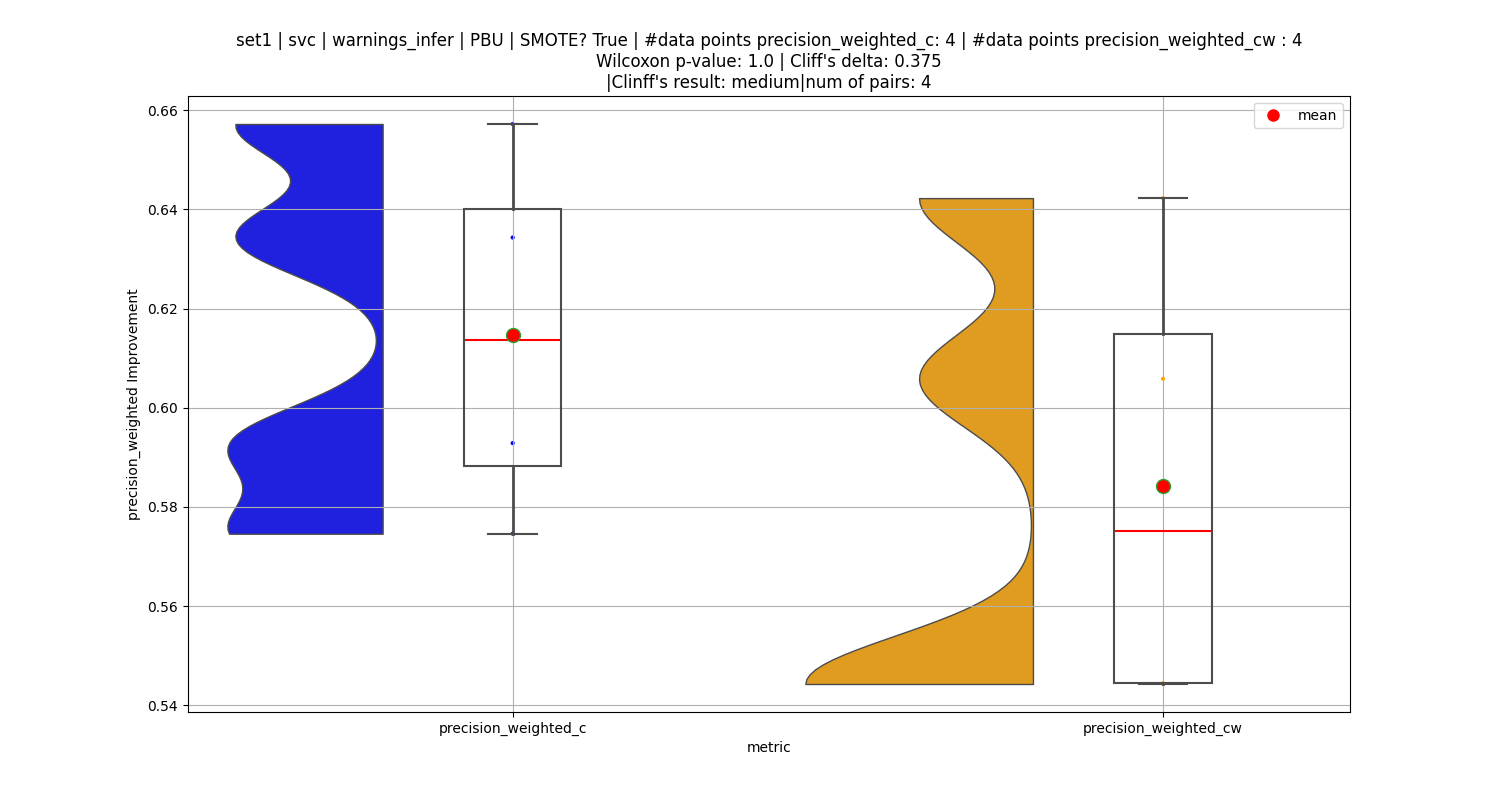 set1 | svc | warnings_infer | PBU | SMOTE? True | #data points precision_weighted_c: 4 | #data points precision_weighted_cw : 4
Wilcoxon p-value: 1.0 | Cliff's delta: 0.375
|Clinff's result: medium|num of pairs: 4
mean
0.66
0.64
0.62
0.60
0.58
0.56
0.54
precision_weighted Improvement
precision_weighted_c
precision_weighted_cw
metric